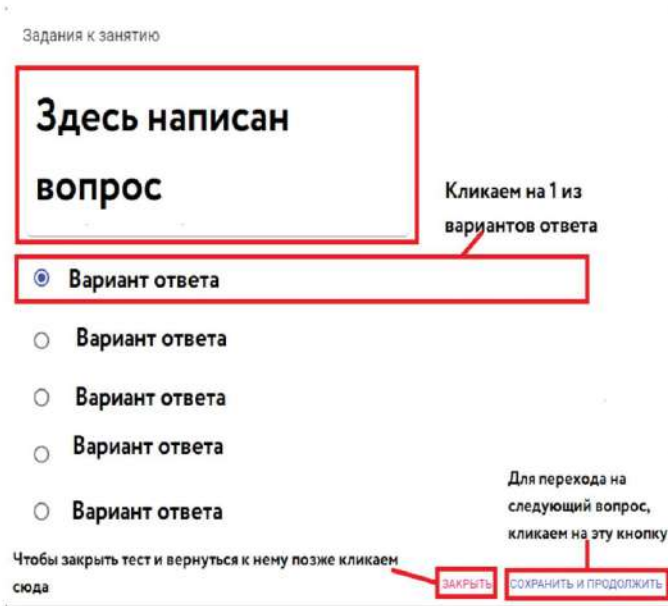 Задания к занятию
Здесь написан
вопрос
Кликаем на 1 из
вариантов ответа
Вариант ответа
Вариант ответа
Вариант ответа
Вариант ответа
Вариант ответа
Для перехода на
следующий вопрос,
кликаем на эту кнопку
Чтобы закрыть тест и вернуться к нему позже кликаем
сюда
ЗАКРЫТЬ
СОХРАНИТЬ И ПРОДОЛЖИТЬ